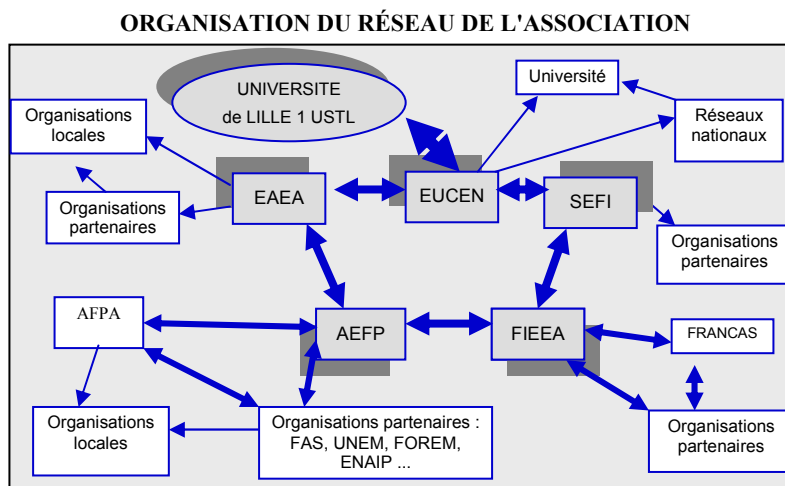 ORGANISATION DU RÉSEAU DE L'ASSOCIATION
UNIVERSITE
de LILLE 1 USTL
Université
Organisations
locales
Réseaux
nationaux
EAEA
EUCEN
SEFI
Organisations
partenaires
Organisations
partenaires
AFPA
AEFP
FIEEA
FRANCAS
Organisations
locales
Organisations partenaires :
FAS, UNEM, FOREM,
ENAIP ...
Organisations
partenaires